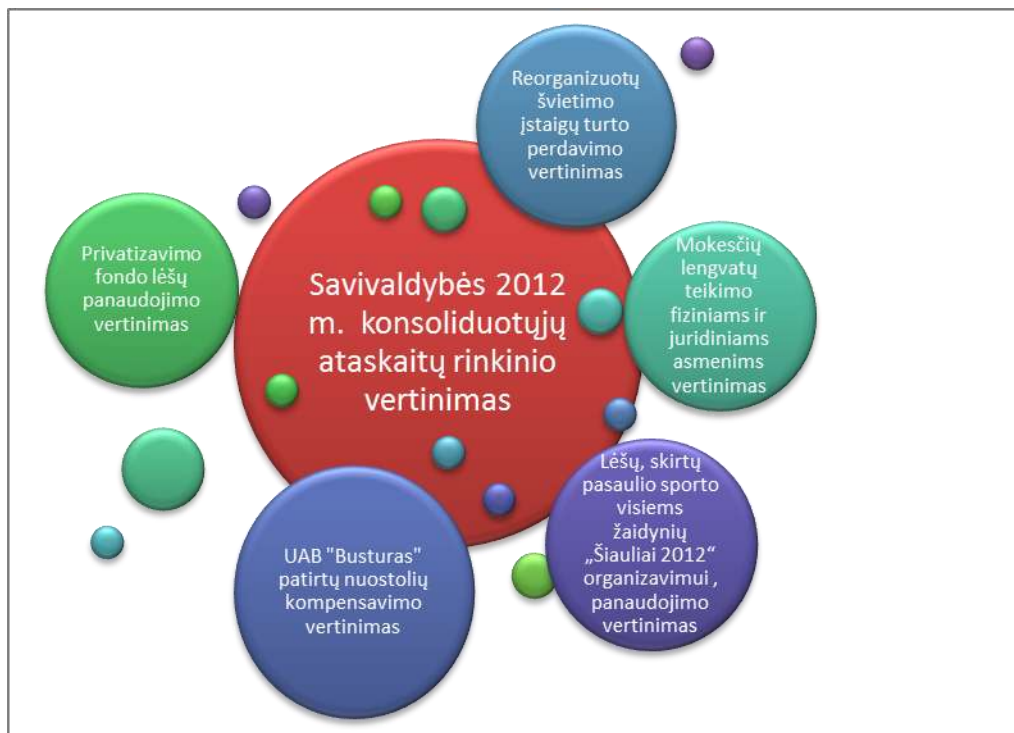 Reorganizuotų
švietimo
įstaigų turto
perdavimo
vertinimas
Privatizavimo
fondo lėšų
panaudojimo
vertinimas
Savivaldybės 2012
m. konsoliduotųjų
ataskaitų rinkinio
vertinimas
Mokesčių
lengvatų
teikimo
fiziniams ir
juridiniams
asmenims
vertinimas
UAB "Busturas"
patirtų nuostolių
kompensavimo
vertinimas
Lėšų, skirtų
pasaulio sporto
visiems
žaidynių
„Šiauliai 2012“
organizavimui ,
panaudojimo
vertinimas